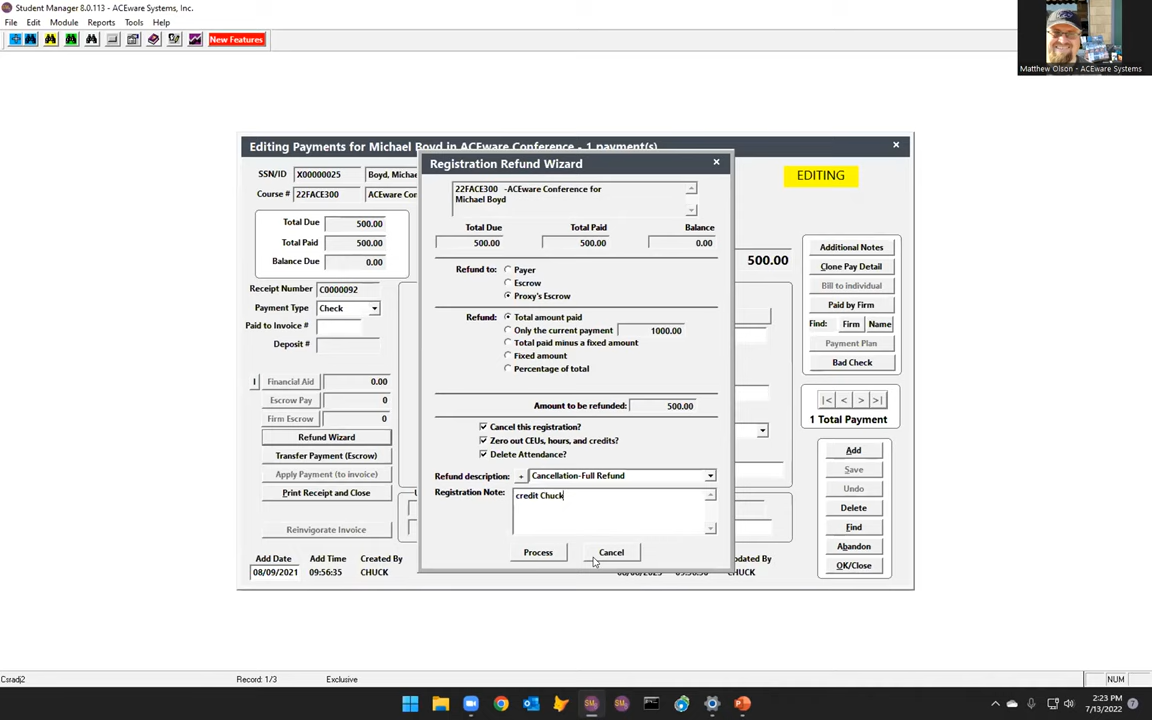 Student Manager 8.0.113 - ACEware Systems, Inc.
File Edit Module Reports Tools Help
New Features
Matthew Olson - ACEware Systems
Editing Payments for Michael Boyd in ACEware Conference - 1 payment(s)
Registration Refund Wizard
SSN/ID X00000025 Boyd, Michae
EDITING
Course # 22FACE300 ACEware Con
22FACE300 -ACEware Conference for
Michael Boyd
Total Due 500.00
Total Paid 500.00
Balance Due 0.00
Total Due Total Paid Balance
500.00 500.00 0.00
500.00
Receipt Number C0000092
Payment Type Check
Paid to Invoice #
Deposit #
Refund to: Payer
Escrow
Proxy's Escrow
Refund: Total amount paid
Only the current payment 1000.00
Total paid minus a fixed amount
Fixed amount
Percentage of total
Amount to be refunded: 500.00
Cancel this registration?
Zero out CEUs, hours, and credits?
Delete Attendance?
Refund description: + Cancellation-Full Refund
Registration Note: credit Chuck
Process Cancel
I Financial Aid 0.00
Escrow Pay 0
Firm Escrow 0
Refund Wizard
Transfer Payment (Escrow)
Apply Payment (to invoice)
Print Receipt and Close
Reinvigorate Invoice
Additional Notes
Clone Pay Detail
Bill to individual
Paid by Firm
Find: Firm Name
Payment Plan
Bad Check
|< < > >|
1 Total Payment
Add
Save
Undo
Delete
Find
Abandon
OK/Close
Add Date Add Time Created By
08/09/2021 09:56:35 CHUCK
CHUCK
Csradj2 Record: 1/3 Exclusive NUM
2:23 PM
7/13/2022